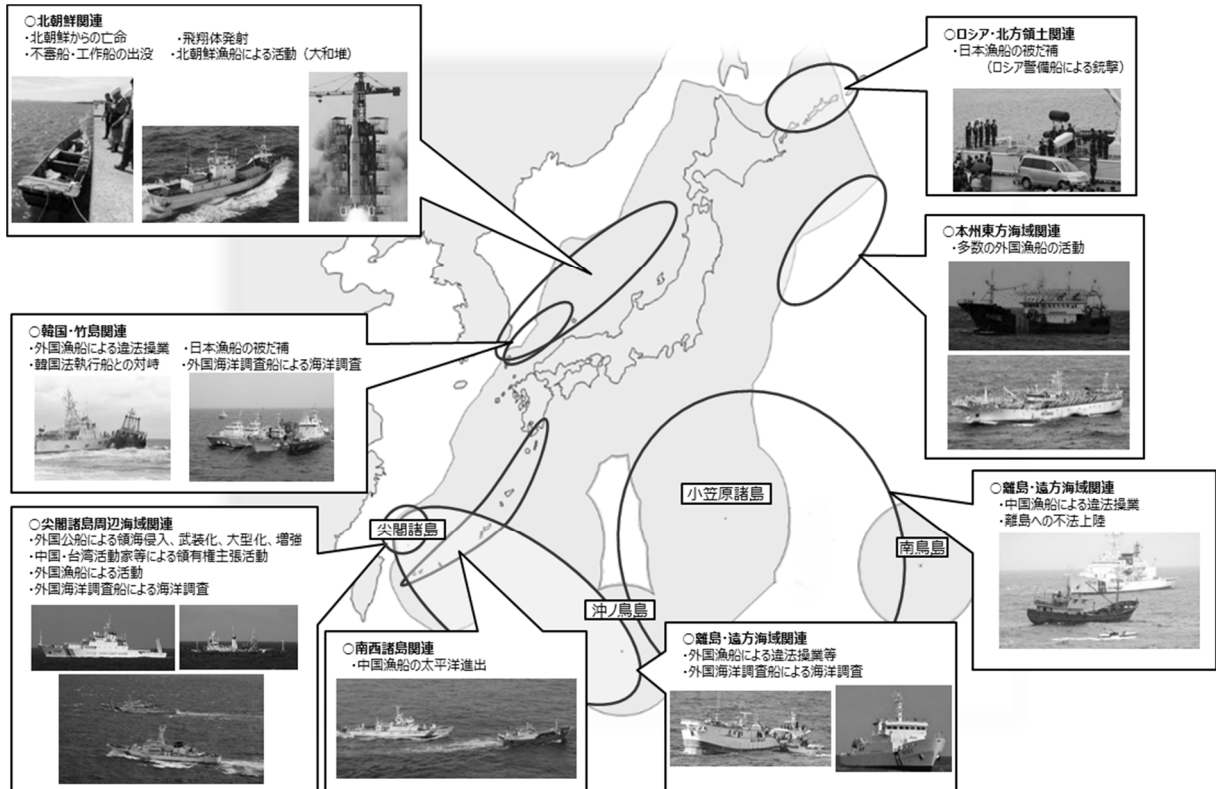 ○北朝鮮関連
・北朝鮮からの亡命 ・飛翔体発射
・不審船・工作船の出没 ・北朝鮮漁船による活動（大和堆）
○ロシア・北方領土関連
・日本漁船の被だ補
（ロシア警備船による銃撃）
○本州東方海域関連
・多数の外国漁船の活動
○韓国・竹島関連
・外国漁船による違法操業 ・日本漁船の被だ補
・韓国法執行船との対峙 ・外国海洋調査船による海洋調査
○尖閣諸島周辺海域関連
・外国公船による領海侵入、武装化、大型化、増強
・中国・台湾活動家等による領有権主張活動
・外国漁船による活動
・外国海洋調査船による海洋調査
尖閣諸島
小笠原諸島
南鳥島
沖ノ鳥島
○離島・遠方海域関連
・中国漁船による違法操業
・離島への不法上陸
○南西諸島関連
・中国漁船の太平洋進出
○離島・遠方海域関連
・外国漁船による違法操業等
・外国海洋調査船による海洋調査